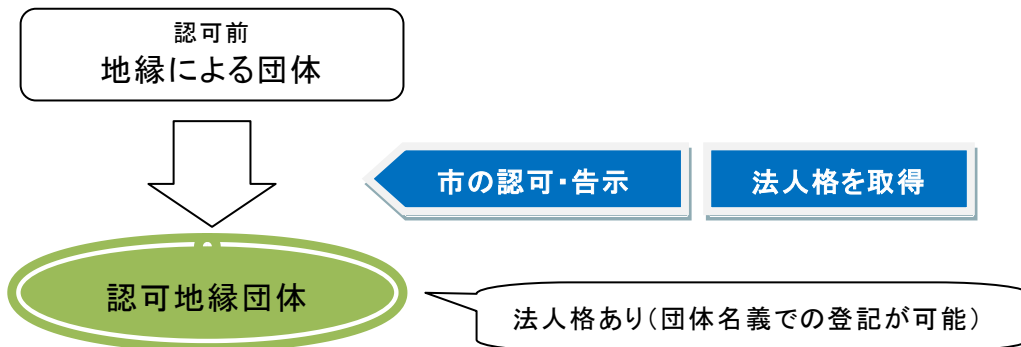 認可前
地縁による団体
市の認可・告示
法人格を取得
認可地縁団体
法人格あり(団体名義での登記が可能)